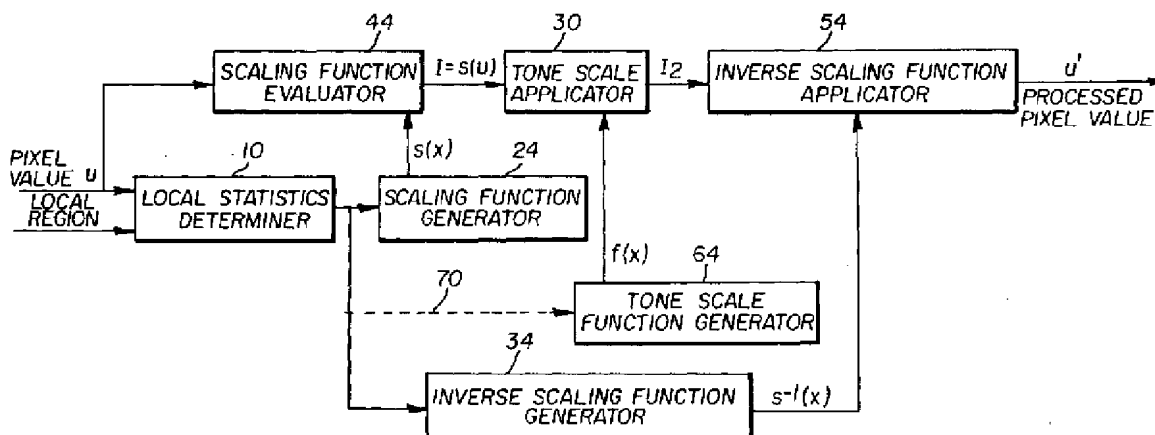 44
SCALING FUNCTION
EVALUATOR
I=s(u)
30
TONE SCALE
APPLICATOR
I2
54
INVERSE SCALING FUNCTION
APPLICATOR
u'
PROCESSED
PIXEL VALUE
PIXEL
VALUE u
LOCAL
REGION
10
LOCAL STATISTICS
DETERMINER
s(x)
24
SCALING FUNCTION
GENERATOR
f(x)
64
TONE SCALE
FUNCTION GENERATOR
70
34
INVERSE SCALING FUNCTION
GENERATOR
s-1(x)